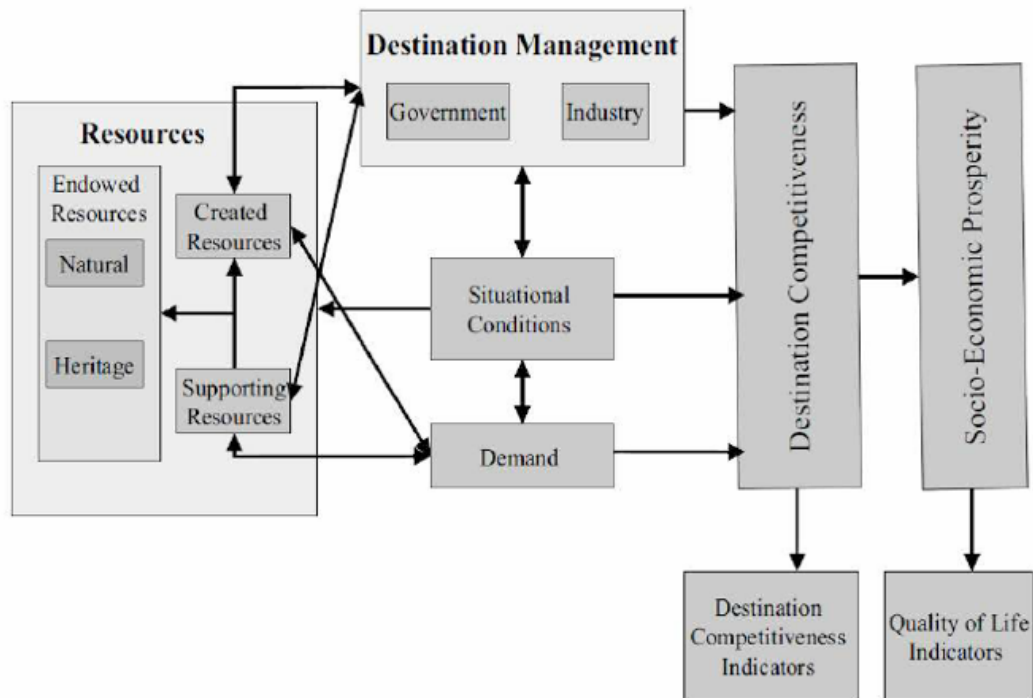 Destination Management
Government
Industry
Resources
Endowed
Resources
Natural
Heritage
Created
Resources
Supporting
Resources
Situational
Conditions
Demand
Destination Competitiveness
Socio-Economic Prosperity
Destination
Competitiveness
Indicators
Quality of Life
Indicators